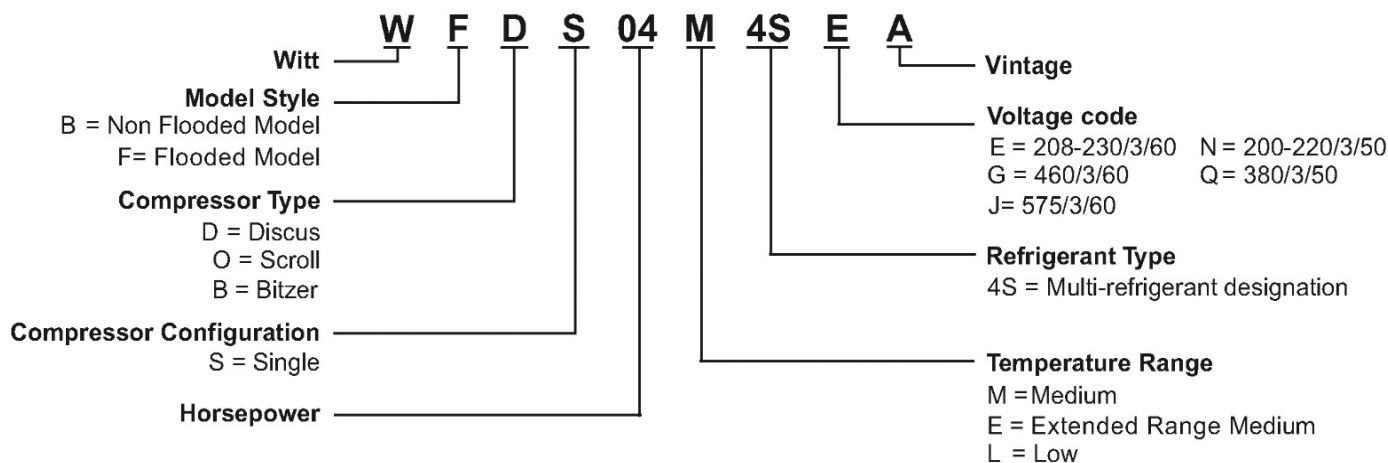 W F D S 04 M 4S E A
Witt
Model Style
B = Non Flooded Model
F= Flooded Model
Compressor Type
D = Discus
O = Scroll
B = Bitzer
Compressor Configuration
S = Single
Horsepower
Vintage
Voltage code
E = 208-230/3/60 N = 200-220/3/50
G = 460/3/60 Q = 380/3/50
J= 575/3/60
Refrigerant Type
4S = Multi-refrigerant designation
Temperature Range
M =Medium
E = Extended Range Medium
L = Low